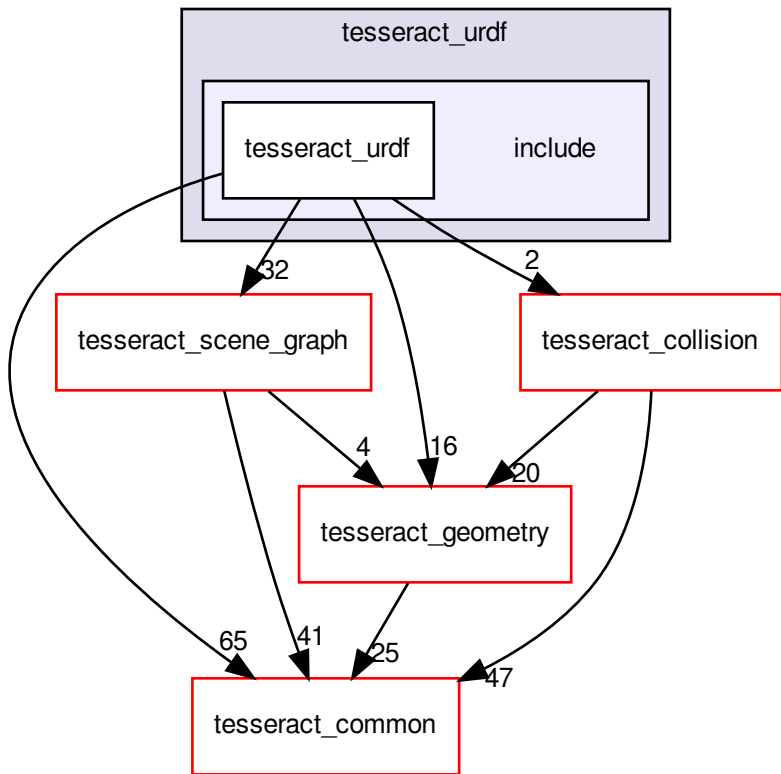 tesseract_urdf
tesseract_urdf
include
32
2
tesseract_scene_graph
tesseract_collision
4
16
20
tesseract_geometry
65
41
25
47
tesseract_common